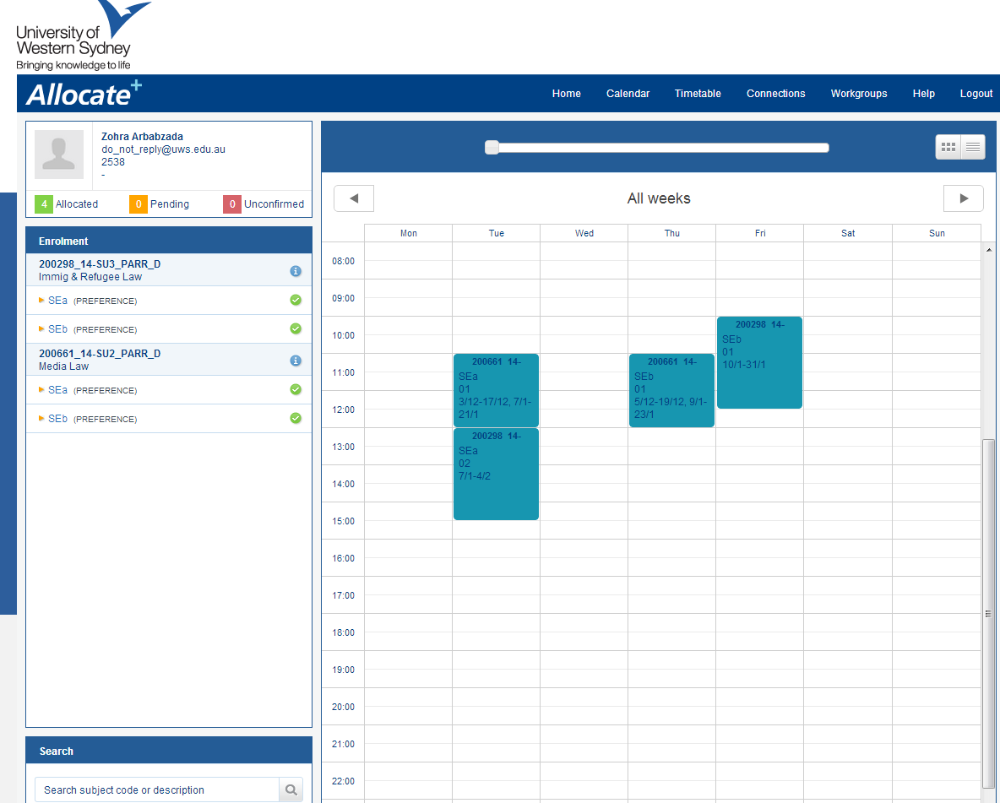 University of
Western Sydney
Bringing knowledge to life
Allocate+
Home Calendar Timetable Connections Workgroups Help Logout
Zohra Arbabzada
do_not_reply@uws.edu.au
2538
-
4 Allocated 0 Pending 0 Unconfirmed
Enrolment
200298_14-SU3_PARR_D
Immig & Refugee Law
SEa (PREFERENCE)
SEb (PREFERENCE)
200661_14-SU2_PARR_D
Media Law
SEa (PREFERENCE)
SEb (PREFERENCE)
Search
Search subject code or description
All weeks
Mon Tue Wed Thu Fri Sat Sun
08:00
09:00
10:00
11:00
12:00
13:00
14:00
15:00
16:00
17:00
18:00
19:00
20:00
21:00
22:00
200661 14-
SEa
01
3/12-17/12, 7/1-
21/1
200298 14-
SEa
02
7/1-4/2
200661 14-
SEb
01
5/12-19/12, 9/1-
23/1
200298 14-
SEb
01
10/1-31/1